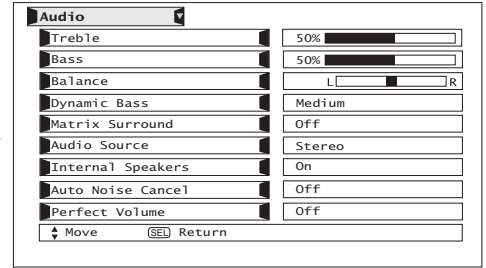 Audio
Treble 50%
Bass 50%
Balance L R
Dynamic Bass Medium
Matrix Surround Off
Audio Source Stereo
Internal Speakers On
Auto Noise Cancel Off
Perfect Volume Off
Move SEL Return